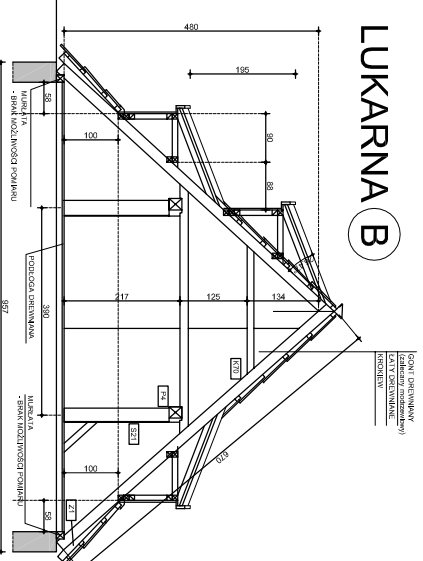 LUKARNA B
480
195
58
100
90
88
MURŁATA
- BRAK MOŻLIWOŚCI POMIARU
PODŁOGA DREWNIANA
217
125
134
390
957
GONT DREWNIANY
(zalecany modrzewiowy)
ŁATY DREWNIANE
KROKIEW
K70
P4
S21
670
MURŁATA
- BRAK MOŻLIWOŚCI POMIARU
100
58
Z1